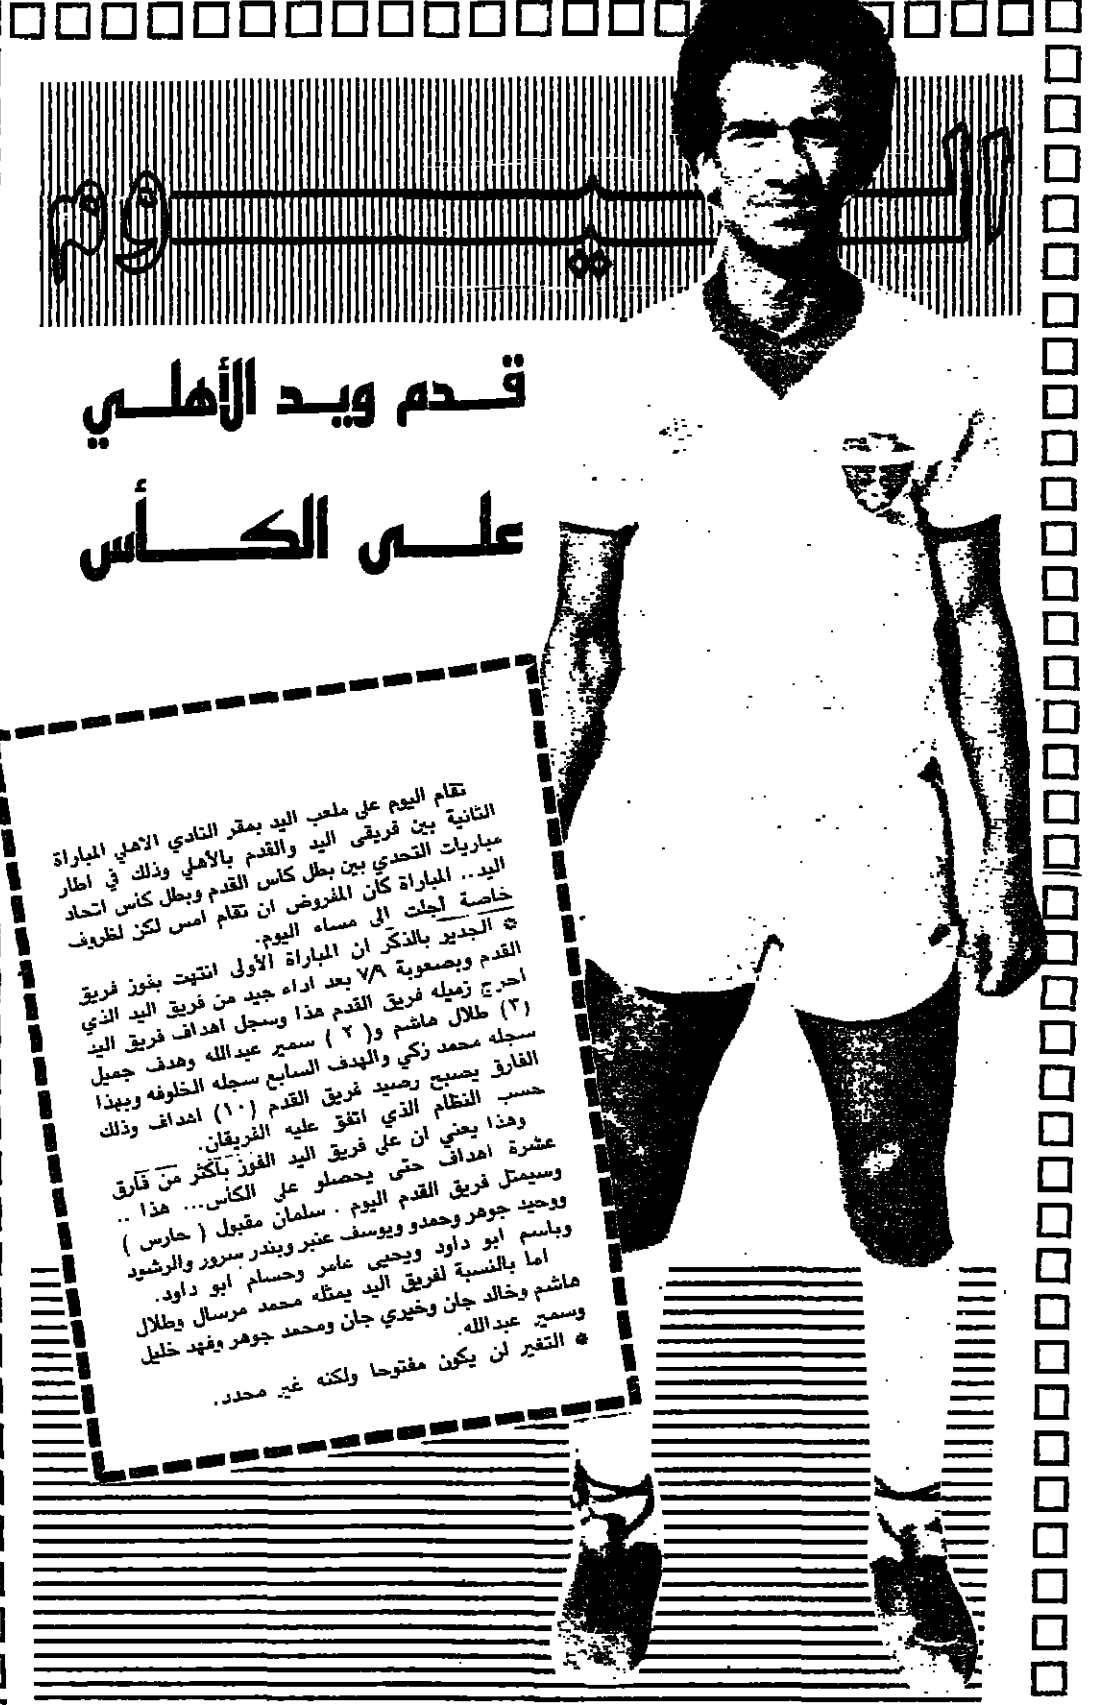 اليوم
قدم ويد الأهلي
على الكأس
تقام اليوم على ملعب اليد بمقر النادي الاهلي المباراة
الثانية بين فريقى اليد والقدم بالأهلي وذلك في اطار
مباريات التحدي بين بطل كاس القدم وبطل كأس اتحاد
اليد.. المباراة كان المفروض ان تقام امس لكن لظروف
خاصة اجلت الى مساء اليوم.
* الجدير بالذكر ان المباراة الأولى انتهت بفوز فريق
القدم وبصعوبة ٧/٩ بعد اداء جيد من فريق اليد الذي
احرج زميله فريق القدم هذا وسجل اهداف فريق اليد
(٣) طلال هاشم و( ٢ ) سمير عبدالله وهدف جميل
سجله محمد زكي والهدف السابع سجله الخلوفه وبهذا
الفارق يصبح رصيد فريق القدم (١٠) اهداف وذلك
حسب النظام الذي اتفق عليه الفريقان.
وهذا يعني ان على فريق اليد الفوز بأكثر من فارق
عشرة اهداف حتى يحصلو على الكأس... هذا ..
وسيمثل فريق القدم اليوم . سلمان مقبول ( حارس )
ووحيد جوهر وحمدو ويوسف عنبر وبندر سرور والرشود
وباسم ابو داود ويحيى عامر وحسام ابو داود.
اما بالنسبة لفريق اليد يمثله محمد مرسال وطلال
هاشم وخالد جان وخيري جان ومحمد جوهر وفهد خليل
وسمير عبدالله.
* التغير لن يكون مفتوحا ولكنه غير محدد.